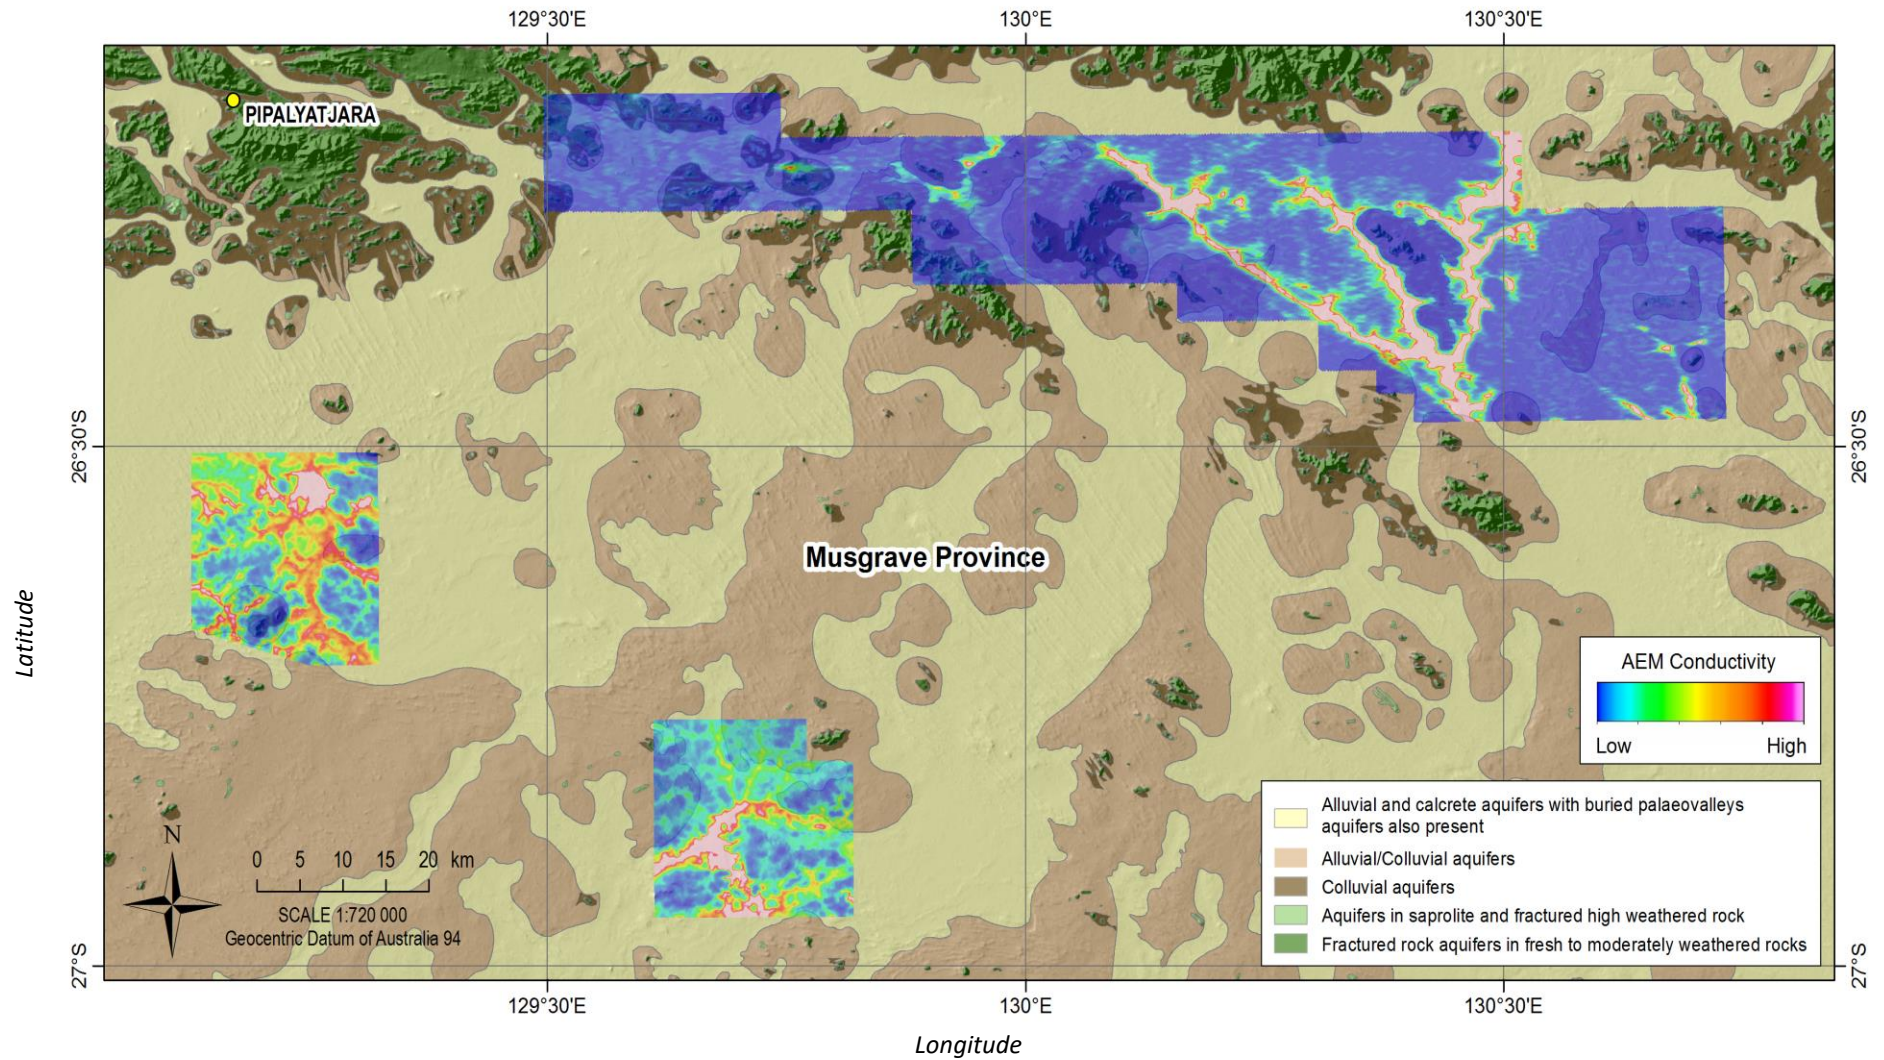 129°30'E
130°
130°30'E
PIPALYATJARA
26°30'S
26°30'S
Musgrave Province
Latitude
AEM Conductivity
Low
High
Alluvial and calcrete aquifers with buried palaeovalleys
aquifers also present
Alluvial/Colluvial aquifers
Colluvial aquifers
Aquifers in saprolite and fractured high weathered rock
Fractured rock aquifers in fresh to moderately weathered rocks
N
0 5 10 15 20 km
SCALE 1:720 000
Geocentric Datum of Australia 94
27°S
27°S
129°30'E
130°
130°30'E
Longitude